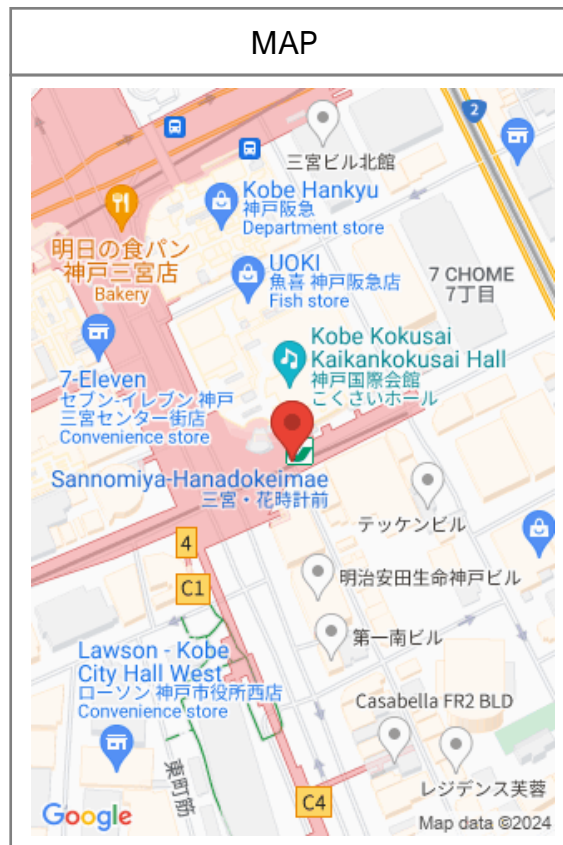 MAP
2
三宮ビル北館
Kobe Hankyu
神戸阪急
Department store
明日の食パン
神戸三宮店
Bakery
UOKI
魚喜 神戸阪急店
Fish store
7 CHOME
7丁目
Kobe Kokusai
Kaikankokusai Hall
神戸国際会館
こくさいホール
7-Eleven
セブン-イレブン 神戸
三宮センター街店
Convenience store
Sannomiya-Hanadokeimae
三宮・花時計前
テッケンビル
4
C1
明治安田生命神戸ビル
第一南ビル
Lawson - Kobe
City Hall West
ローソン 神戸市役所西店
Convenience store
Casabella FR2 BLD
東町筋
レジデンス芙蓉
C4
Google
Map data ©2024